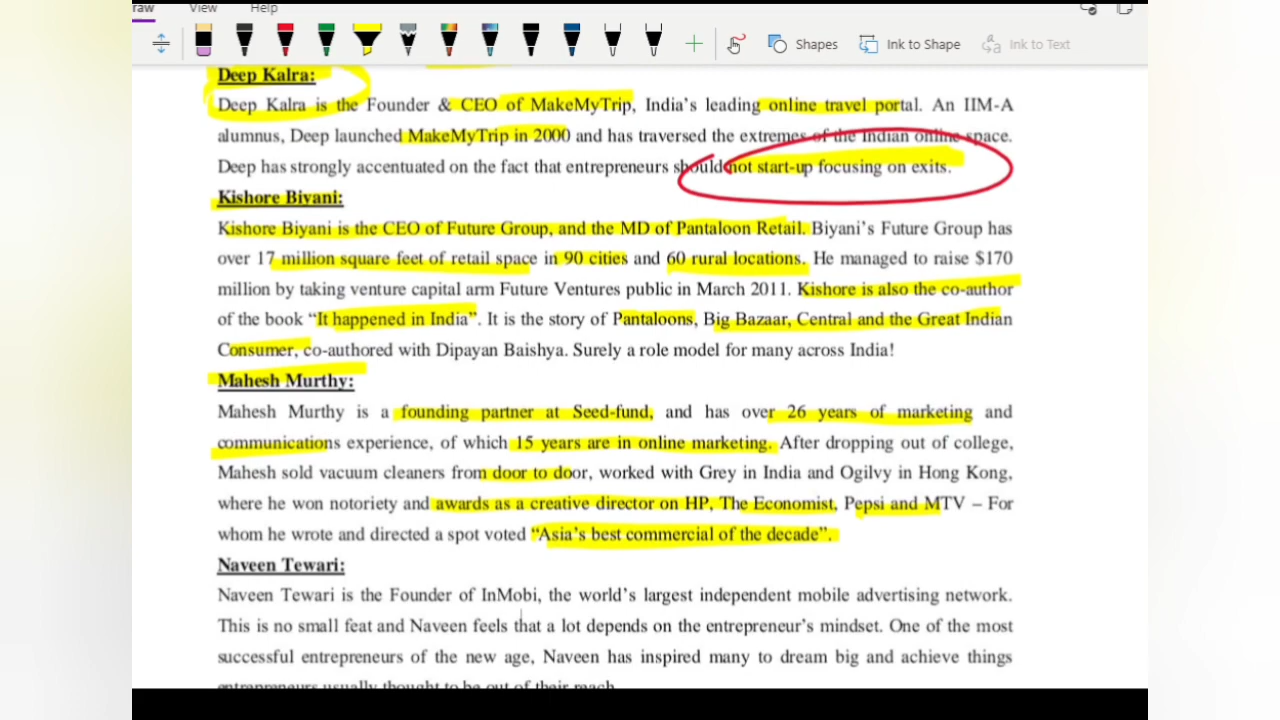 raw View Help
Shapes Ink to Shape Ink to Text
Deep Kalra:
Deep Kalra is the Founder & CEO of MakeMyTrip, India's leading online travel portal. An IIM-A
alumnus, Deep launched MakeMyTrip in 2000 and has traversed the extremes of the Indian online space.
Deep has strongly accentuated on the fact that entrepreneurs should not start-up focusing on exits.
Kishore Biyani:
Kishore Biyani is the CEO of Future Group, and the MD of Pantaloon Retail. Biyani's Future Group has
over 17 million square feet of retail space in 90 cities and 60 rural locations. He managed to raise $170
million by taking venture capital arm Future Ventures public in March 2011. Kishore is also the co-author
of the book “It happened in India”. It is the story of Pantaloons, Big Bazaar, Central and the Great Indian
Consumer, co-authored with Dipayan Baishya. Surely a role model for many across India!
Mahesh Murthy:
Mahesh Murthy is a founding partner at Seed-fund, and has over 26 years of marketing and
communications experience, of which 15 years are in online marketing. After dropping out of college,
Mahesh sold vacuum cleaners from door to door, worked with Grey in India and Ogilvy in Hong Kong,
where he won notoriety and awards as a creative director on HP, The Economist, Pepsi and MTV – For
whom he wrote and directed a spot voted “Asia's best commercial of the decade”.
Naveen Tewari:
Naveen Tewari is the Founder of InMobi, the world's largest independent mobile advertising network.
This is no small feat and Naveen feels that a lot depends on the entrepreneur's mindset. One of the most
successful entrepreneurs of the new age, Naveen has inspired many to dream big and achieve things
entrepreneurs usually thought to be out of their reach.